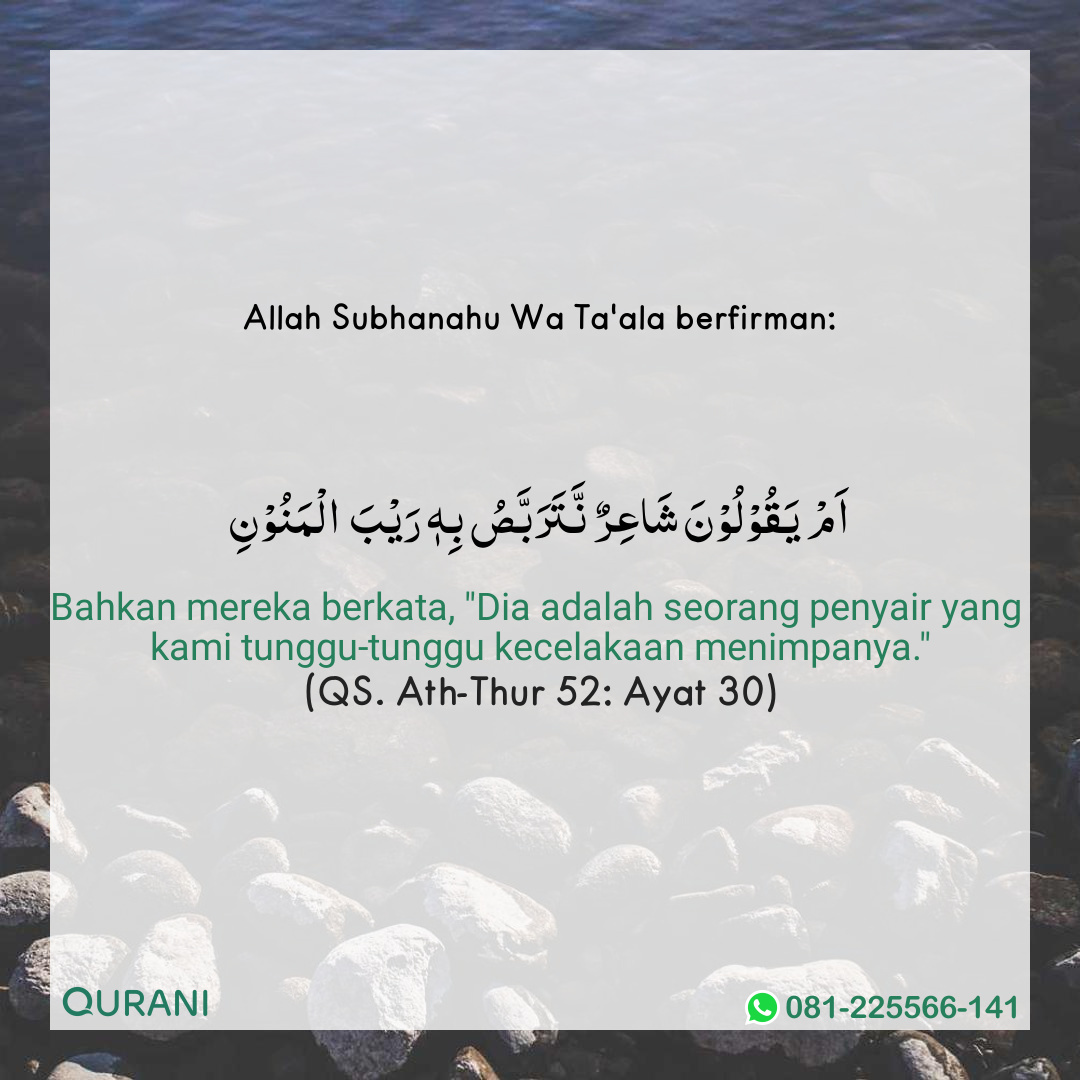 Allah Subhanahu Wa Ta'ala berfirman:
اَمْ يَقُوْلُوْنَ شَاعِرٌ نَّتَرَبَّصُ بِهٖ رَيْبَ الْمَنُوْنِ
Bahkan mereka berkata, "Dia adalah seorang penyair yang
kami tunggu-tunggu kecelakaan menimpanya."
(QS. Ath-Thur 52: Ayat 30)
QURANI
081-225566-141